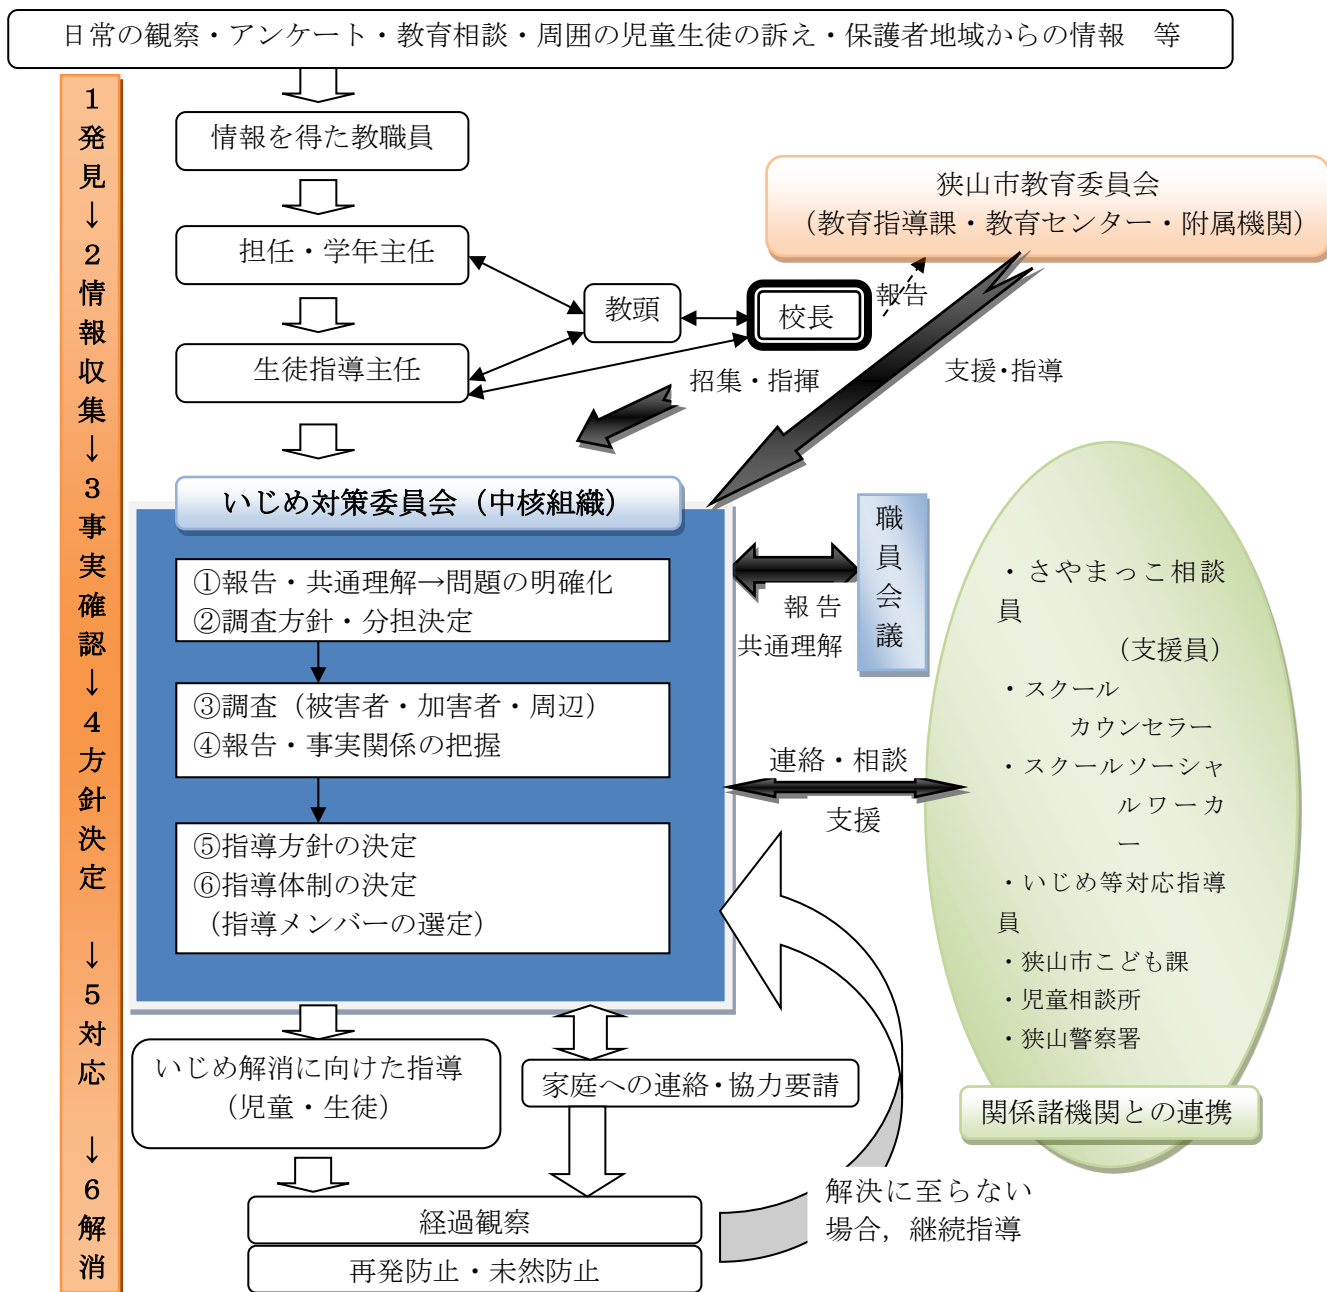 日常の観察・アンケート・教育相談・周囲の児童生徒の訴え・保護者地域からの情報　等
1発見→2情報収集→3事実確認→4方針決定　→5対応　→6解消
情報を得た教職員
狭山市教育委員会
（教育指導課・教育センター・附属機関）
担任・学年主任
教頭
校長
報告
生徒指導主任
招集・指揮
支援・指導
いじめ対策委員会（中核組織）
①報告・共通理解→問題の明確化
②調査方針・分担決定
③調査（被害者・加害者・周辺）
④報告・事実関係の把握
⑤指導方針の決定
⑥指導体制の決定
（指導メンバーの選定）
職員会議
報告
共通理解
連絡・相談
支援
・さやまっこ相談
員
（支援員）
・スクール
カウンセラー
・スクールソーシャ
ルワーカ
ー
・いじめ等対応指導
員
・狭山市こども課
・児童相談所
・狭山警察署
関係諸機関との連携
いじめ解消に向けた指導
（児童・生徒）
家庭への連絡・協力要請
経過観察
再発防止・未然防止
解決に至らない
場合，継続指導